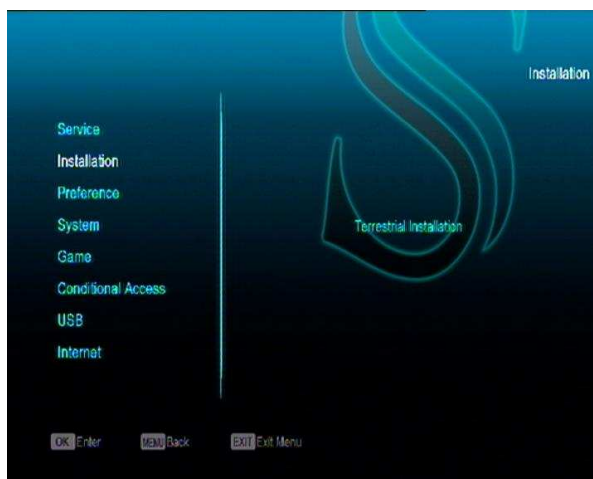 Installation
Service
Installation
Preference
System
Game
Conditional Access
USB
Internet
Terrestrial Installation
OK Enter MENU Back EXIT Exit Menu